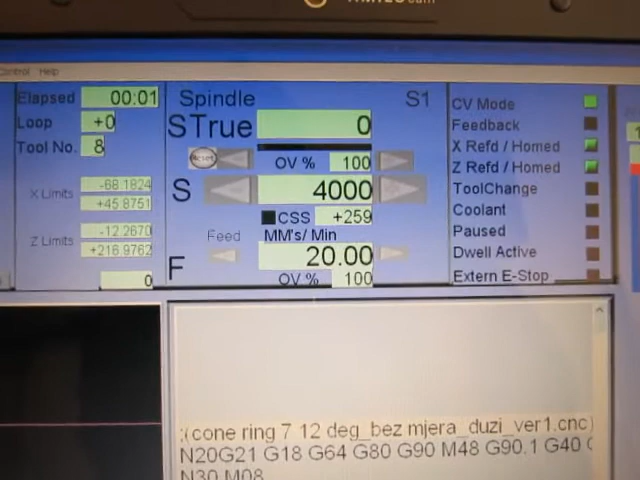 Control Help
Elapsed 00:01
Loop +0
Tool No. 8
X Limits -68.1824
+45.8751
Z Limits -12.2670
+216.9762
0
Spindle S1
STrue 0
Reset OV % 100
S 4000
CSS +259
Feed MM's/ Min
F 20.00
OV % 100
CV Mode
Feedback
X Refd / Homed
Z Refd / Homed
ToolChange
Coolant
Paused
Dwell Active
Extern E-Stop
;(cone ring 7 12 deg_bez mjera_duzi_ver1.cnc)
N20G21 G18 G64 G80 G90 M48 G90.1 G40
N30 M08